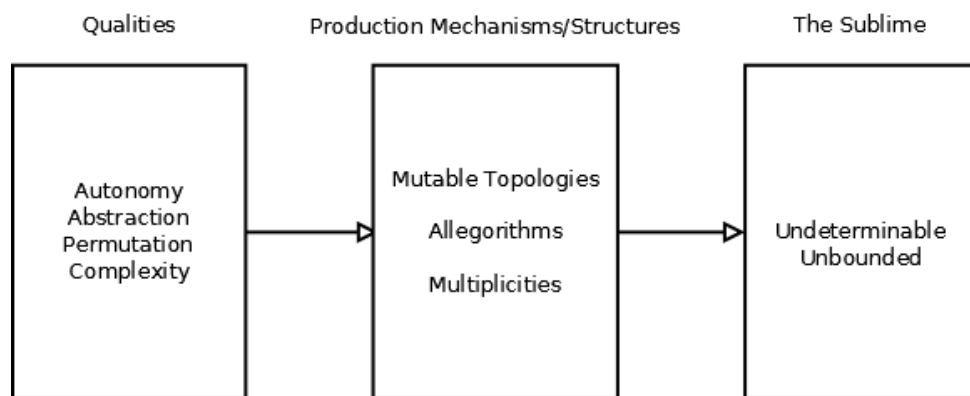 Qualities
Production Mechanisms/Structures
The Sublime
Autonomy
Abstraction
Permutation
Complexity
Mutable Topologies
Allegorithms
Multiplicities
Undeterminable
Unbounded